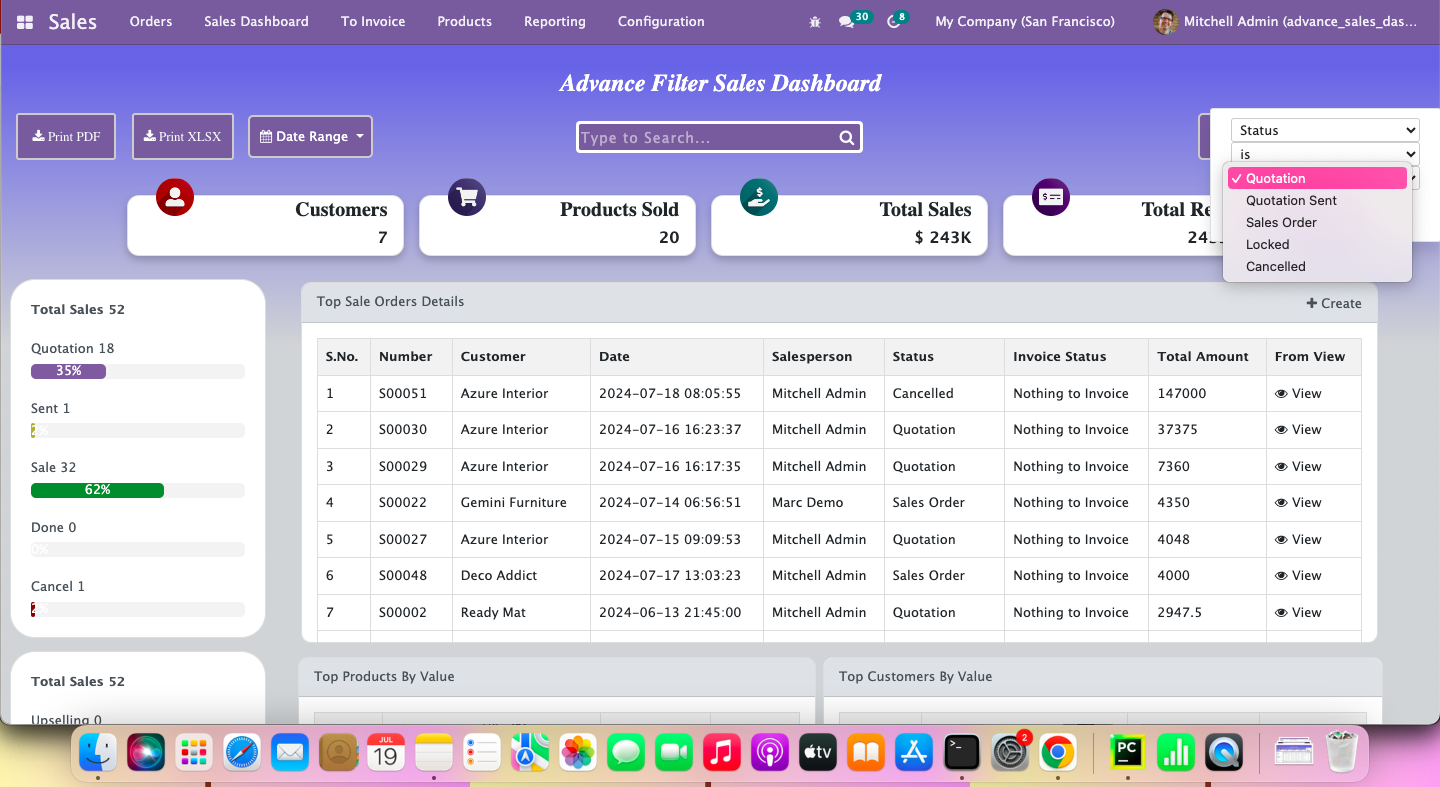 Sales Orders Sales Dashboard To Invoice Products Reporting Configuration 30 8 My Company (San Francisco) Mitchell Admin (advance_sales_das...
Advance Filter Sales Dashboard
Print PDF Print XLSX Date Range Type to Search...
Status
is
Quotation
Quotation Sent
Sales Order
Locked
Cancelled
Customers
7
Products Sold
20
Total Sales
$ 243K
Total Re
Total Sales 52
Quotation 18
35%
Sent 1
Sale 32
62%
Done 0
0%
Cancel 1
Total Sales 52
Upselling 0
Top Sale Orders Details Create
S.No. Number Customer Date Salesperson Status Invoice Status Total Amount From View
1 S00051 Azure Interior 2024-07-18 08:05:55 Mitchell Admin Cancelled Nothing to Invoice 147000 View
2 S00030 Azure Interior 2024-07-16 16:23:37 Mitchell Admin Quotation Nothing to Invoice 37375 View
3 S00029 Azure Interior 2024-07-16 16:17:35 Mitchell Admin Quotation Nothing to Invoice 7360 View
4 S00022 Gemini Furniture 2024-07-14 06:56:51 Marc Demo Sales Order Nothing to Invoice 4350 View
5 S00027 Azure Interior 2024-07-15 09:09:53 Mitchell Admin Quotation Nothing to Invoice 4048 View
6 S00048 Deco Addict 2024-07-17 13:03:23 Mitchell Admin Sales Order Nothing to Invoice 4000 View
7 S00002 Ready Mat 2024-06-13 21:45:00 Mitchell Admin Quotation Nothing to Invoice 2947.5 View
Top Products By Value
Top Customers By Value
JUL
19
tv
>_
2
PC